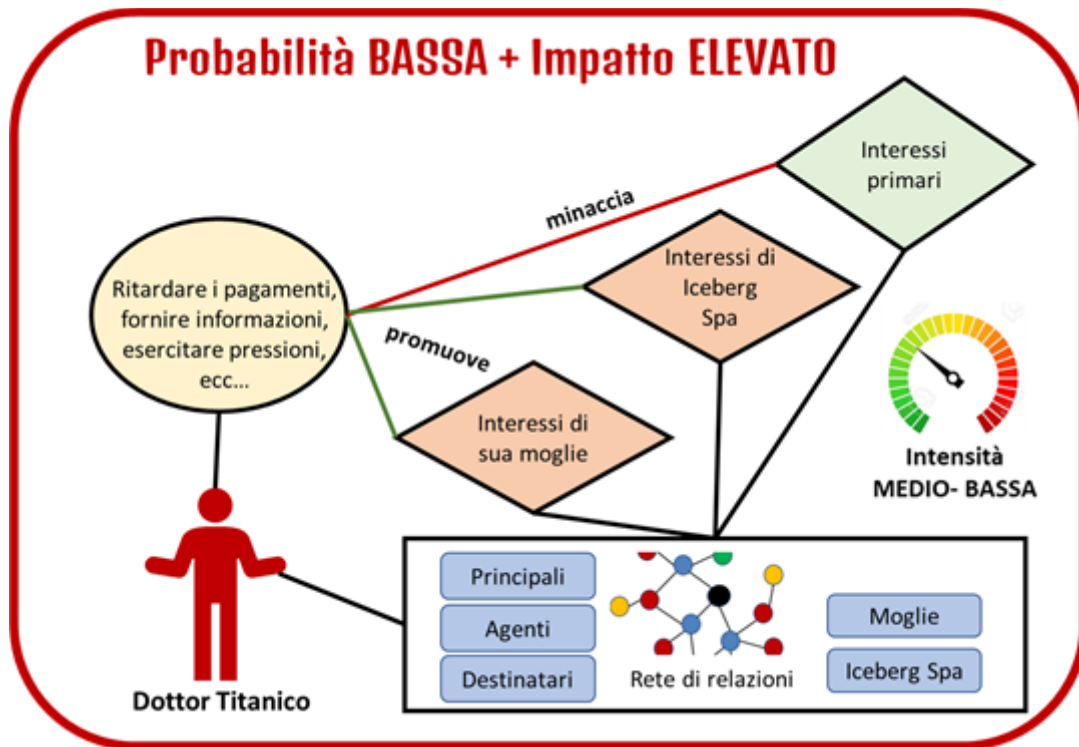 Probabilità BASSA + Impatto ELEVATO
Interessi
primari
minaccia
Interessi di
Iceberg
Spa
Ritardare i pagamenti,
fornire informazioni,
esercitare pressioni,
ecc...
promuove
Interessi di
sua moglie
Intensità
MEDIO- BASSA
Principali
Agenti
Destinatari
Rete di relazioni
Moglie
Iceberg Spa
Dottor Titanico